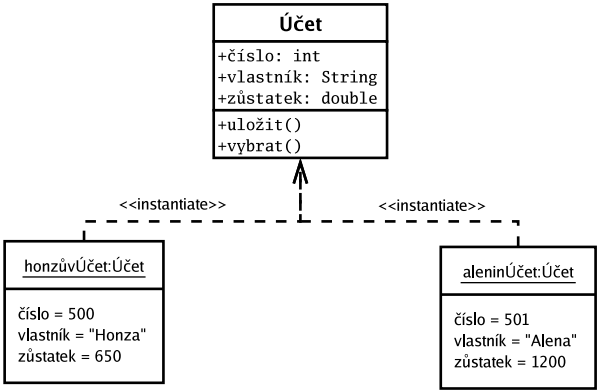 Účet
+číslo: int
+vlastník: String
+zůstatek: double
+uložit()
+vybrat()
<<instantiate>>
<<instantiate>>
honzůvÚčet:Účet
číslo = 500
vlastník = "Honza"
zůstatek = 650
aleninÚčet:Účet
číslo = 501
vlastník = "Alena"
zůstatek = 1200